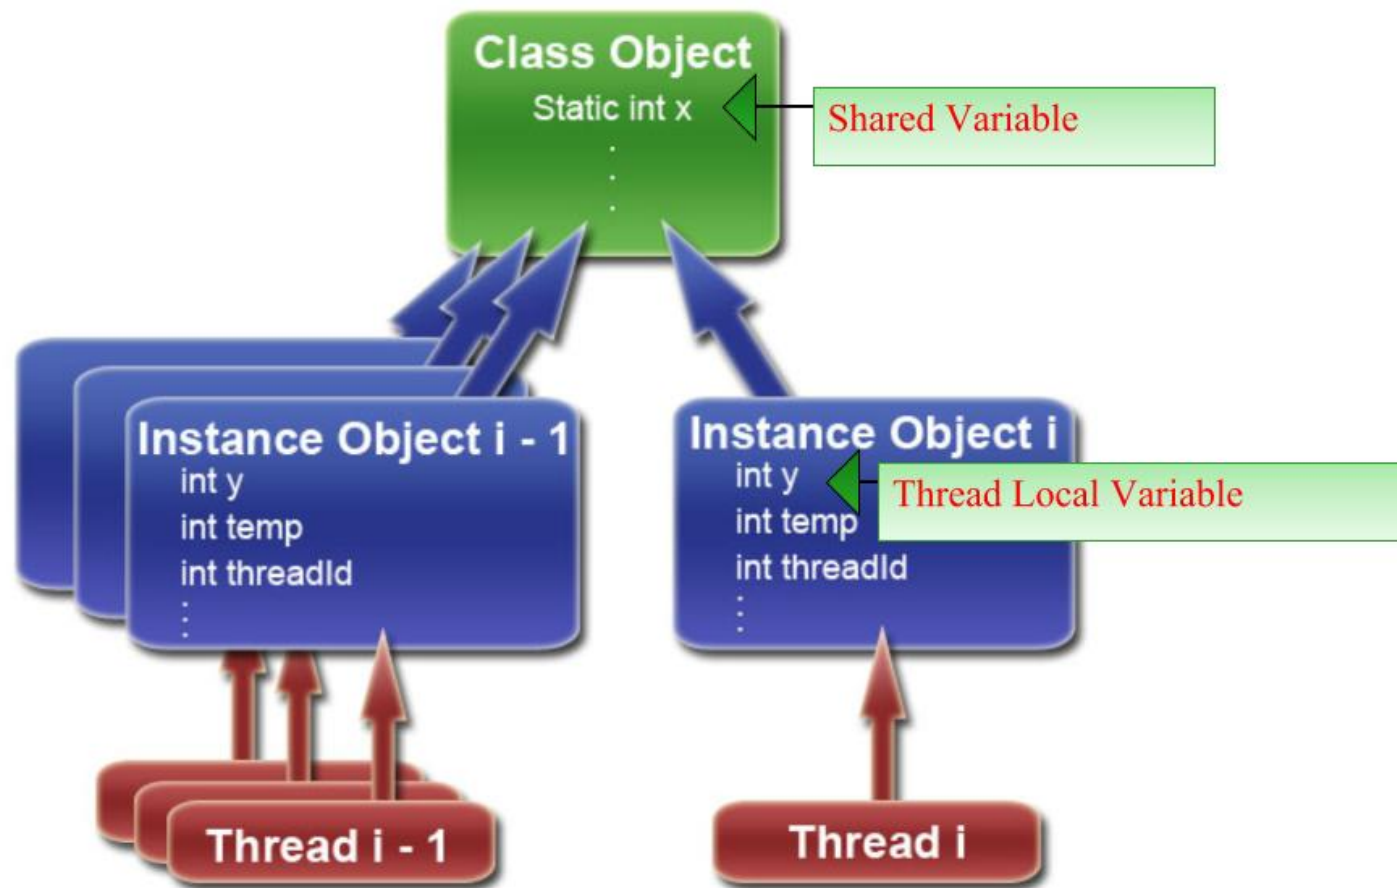 Class Object
Static int x
.
.
.
Shared Variable
Instance Object i - 1
int y
int temp
int threadId
.
.
.
Instance Object i
int y
int temp
int threadId
.
.
.
Thread Local Variable
Thread i - 1
Thread i